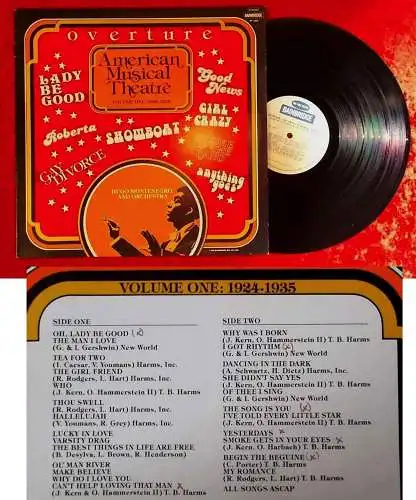 overture
BAINBRIDGE
American
Musical
Theatre
LADY
BE
GOOD
Good
News
GIRL
CRAZY
Roberta
SHOWBOAT
GAY
DIVORCE
anything
goes
HUGO MONTENEGRO
AND ORCHESTRA
BAINBRIDGE
VOLUME ONE: 1924-1935
SIDE ONE
OH, LADY BE GOOD (x)
THE MAN I LOVE
(G. & I. Gershwin) New World
TEA FOR TWO
(I. Caesar, V. Youmans) Harms, Inc.
THE GIRL FRIEND
(R. Rodgers, L. Hart) Harms, Inc.
WHO
(J. Kern, O. Hammerstein II) T. B. Harms
THOU SWELL
(R. Rodgers, L. Hart) Harms, Inc.
HALLELUJAH
(V. Youmans, R. Grey) Harms, Inc.
LUCKY IN LOVE
VARSITY DRAG
THE BEST THINGS IN LIFE ARE FREE
(B. Desylva, L. Brown, R. Henderson)
OL' MAN RIVER
MAKE BELIEVE
WHY DO I LOVE YOU
CAN'T HELP LOVING THAT MAN x
(J. Kern & O. Hammerstein II) T. B. Harms
SIDE TWO
WHY WAS I BORN
(J. Kern, O. Hammerstein II) T. B. Harms
I GOT RHYTHM (x)
(G. & I. Gershwin) New World
DANCING IN THE DARK
(A. Schwartz, H. Dietz) Harms, Inc.
SHE DIDN'T SAY YES
(J. Kern, O. Hammerstein II) T. B. Harms
OF THEE I SING
(G. & I. Gershwin) New World
THE SONG IS YOU (x)
I'VE TOLD EVERY LITTLE STAR
(J. Kern, O. Hammerstein II) T. B. Harms
YESTERDAYS x
SMOKE GETS IN YOUR EYES x
(J. Kern, O. Hammerstein II) T. B. Harms
BEGIN THE BEGUINE (x)
(C. Porter) T. B. Harms
MY ROMANCE
(R. Rodgers, L. Hart) T. B. Harms
ALL SONGS ASCAP